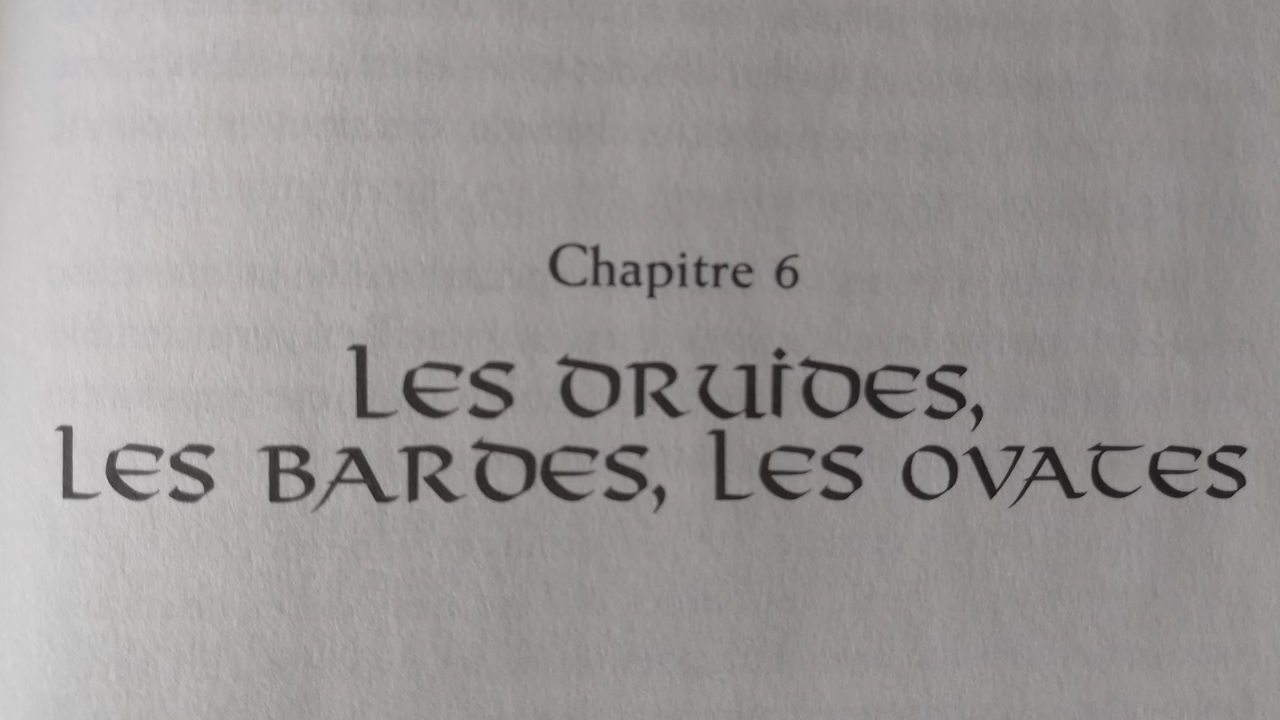 Chapitre 6
Les druides,
les bardes, les ovates